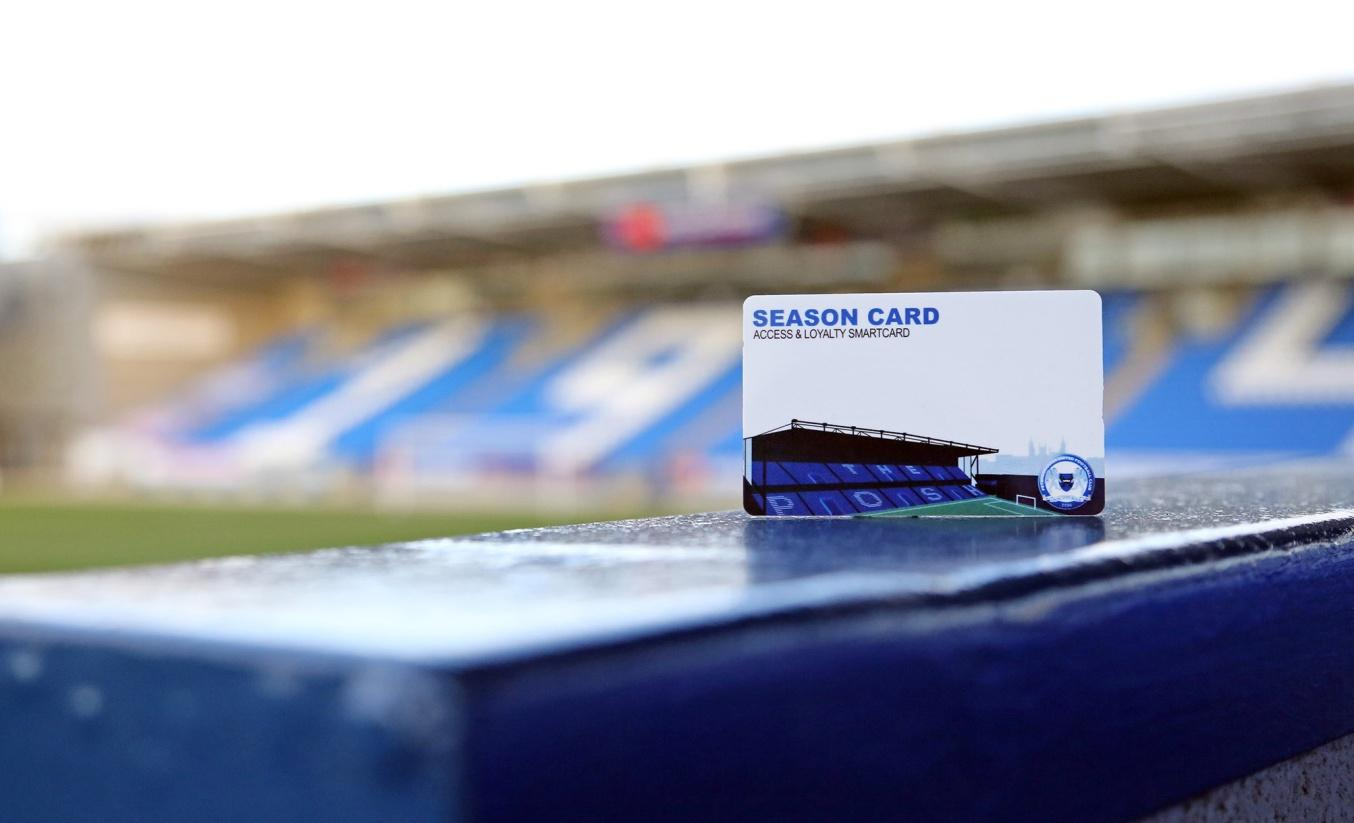 SEASON CARD
ACCESS & LOYALTY SMARTCARD
THE
POSH